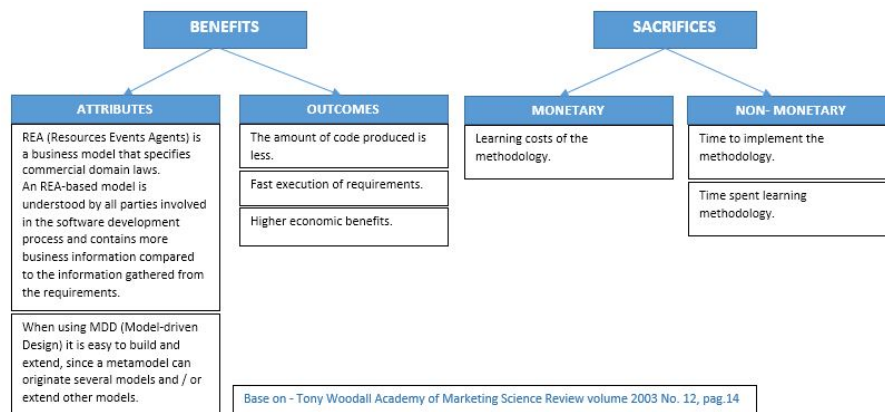 BENEFITS
SACRIFICES
ATTRIBUTES
REA (Resources Events Agents) is
a business model that specifies
commercial domain laws.
An REA-based model is
understood by all parties involved
in the software development
process and contains more
business information compared
to the information gathered from
the requirements.
When using MDD (Model-driven
Design) it is easy to build and
extend, since a metamodel can
originate several models and / or
extend other models.
OUTCOMES
The amount of code produced is
less.
Fast execution of requirements.
Higher economic benefits.
MONETARY
Learning costs of the
methodology.
NON- MONETARY
Time to implement the
methodology.
Time spent learning
methodology.
Base on - Tony Woodall Academy of Marketing Science Review volume 2003 No. 12, pag.14